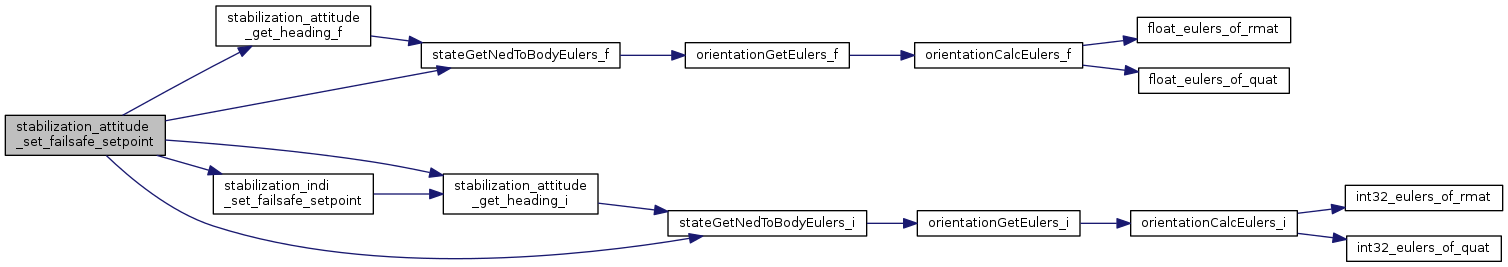 stabilization_attitude
_set_failsafe_setpoint
stabilization_attitude
_get_heading_f
stateGetNedToBodyEulers_f
orientationGetEulers_f
orientationCalcEulers_f
float_eulers_of_rmat
float_eulers_of_quat
stabilization_indi
_set_failsafe_setpoint
stabilization_attitude
_get_heading_i
stateGetNedToBodyEulers_i
orientationGetEulers_i
orientationCalcEulers_i
int32_eulers_of_rmat
int32_eulers_of_quat